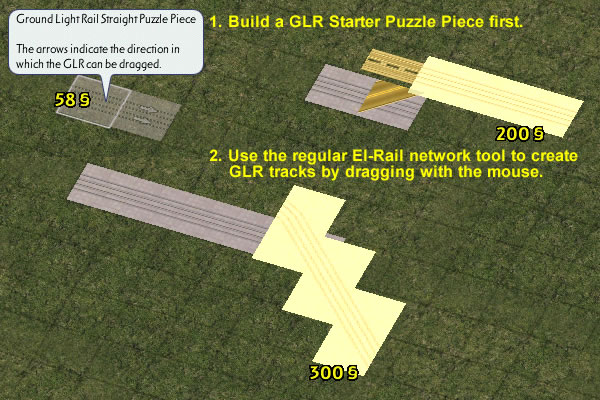 Ground Light Rail Straight Puzzle Piece
The arrows indicate the direction in
which the GLR can be dragged.
1. Build a GLR Starter Puzzle Piece first.
58 §
200 §
2. Use the regular El-Rail network tool to create
GLR tracks by dragging with the mouse.
300 §